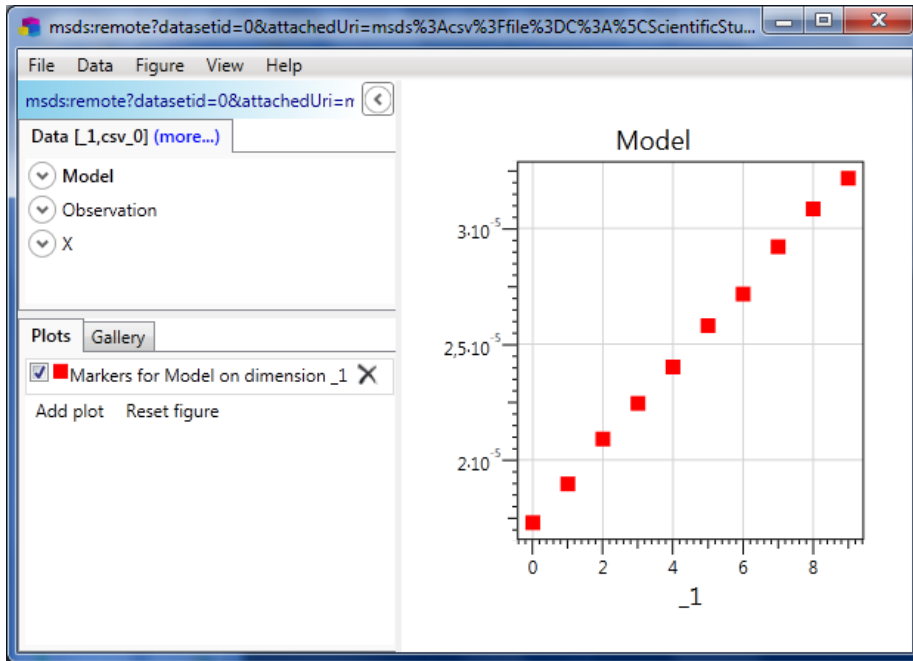 msds:remote?datasetid=0&attachedUri=msds%3Acsv%3Ffile%3DC%3A%5CScientificStu...
File Data Figure View Help
msds:remote?datasetid=0&attachedUri=m
Data [_1,csv_0] (more...)
Model
Observation
X
Plots Gallery
Markers for Model on dimension _1
Add plot Reset figure
Model
3·10⁻⁵
2,5·10⁻⁵
2·10⁻⁵
0 2 4 6 8
_1